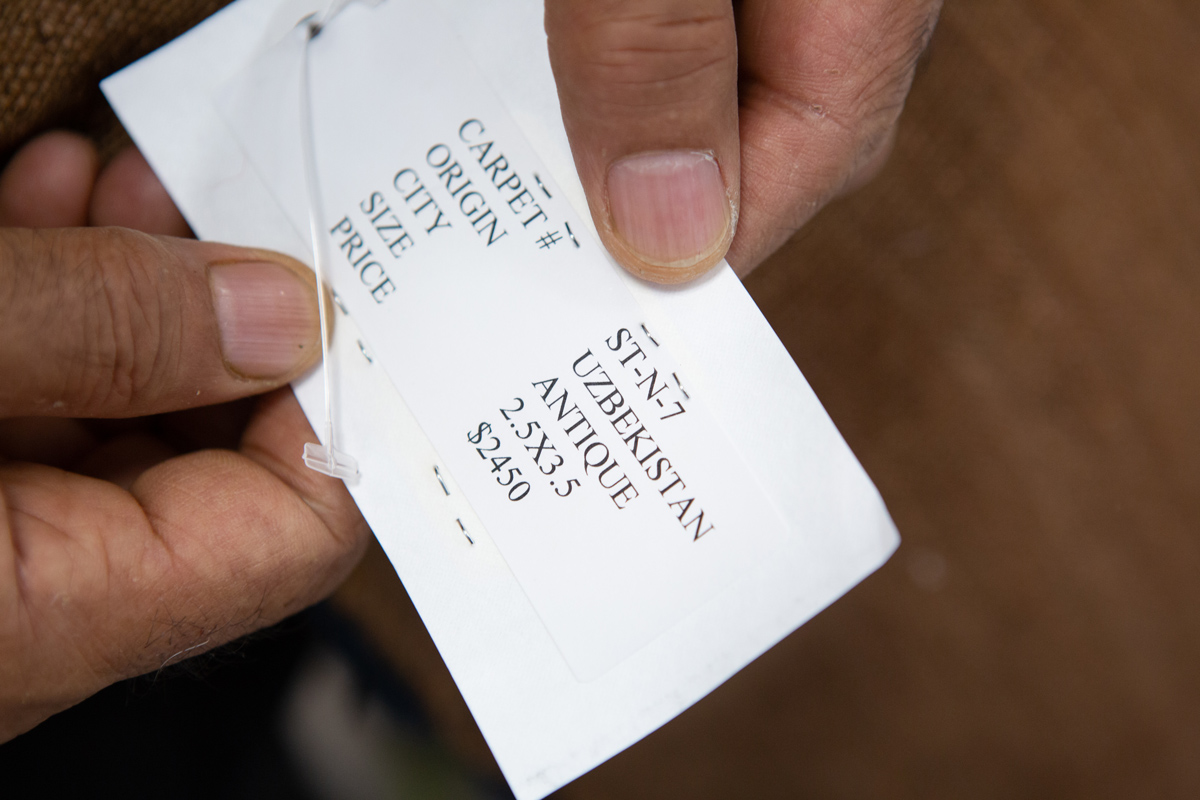 CARPET # ST-N-7
ORIGIN UZBEKISTAN
CITY ANTIQUE
SIZE 2.5X3.5
PRICE $2450